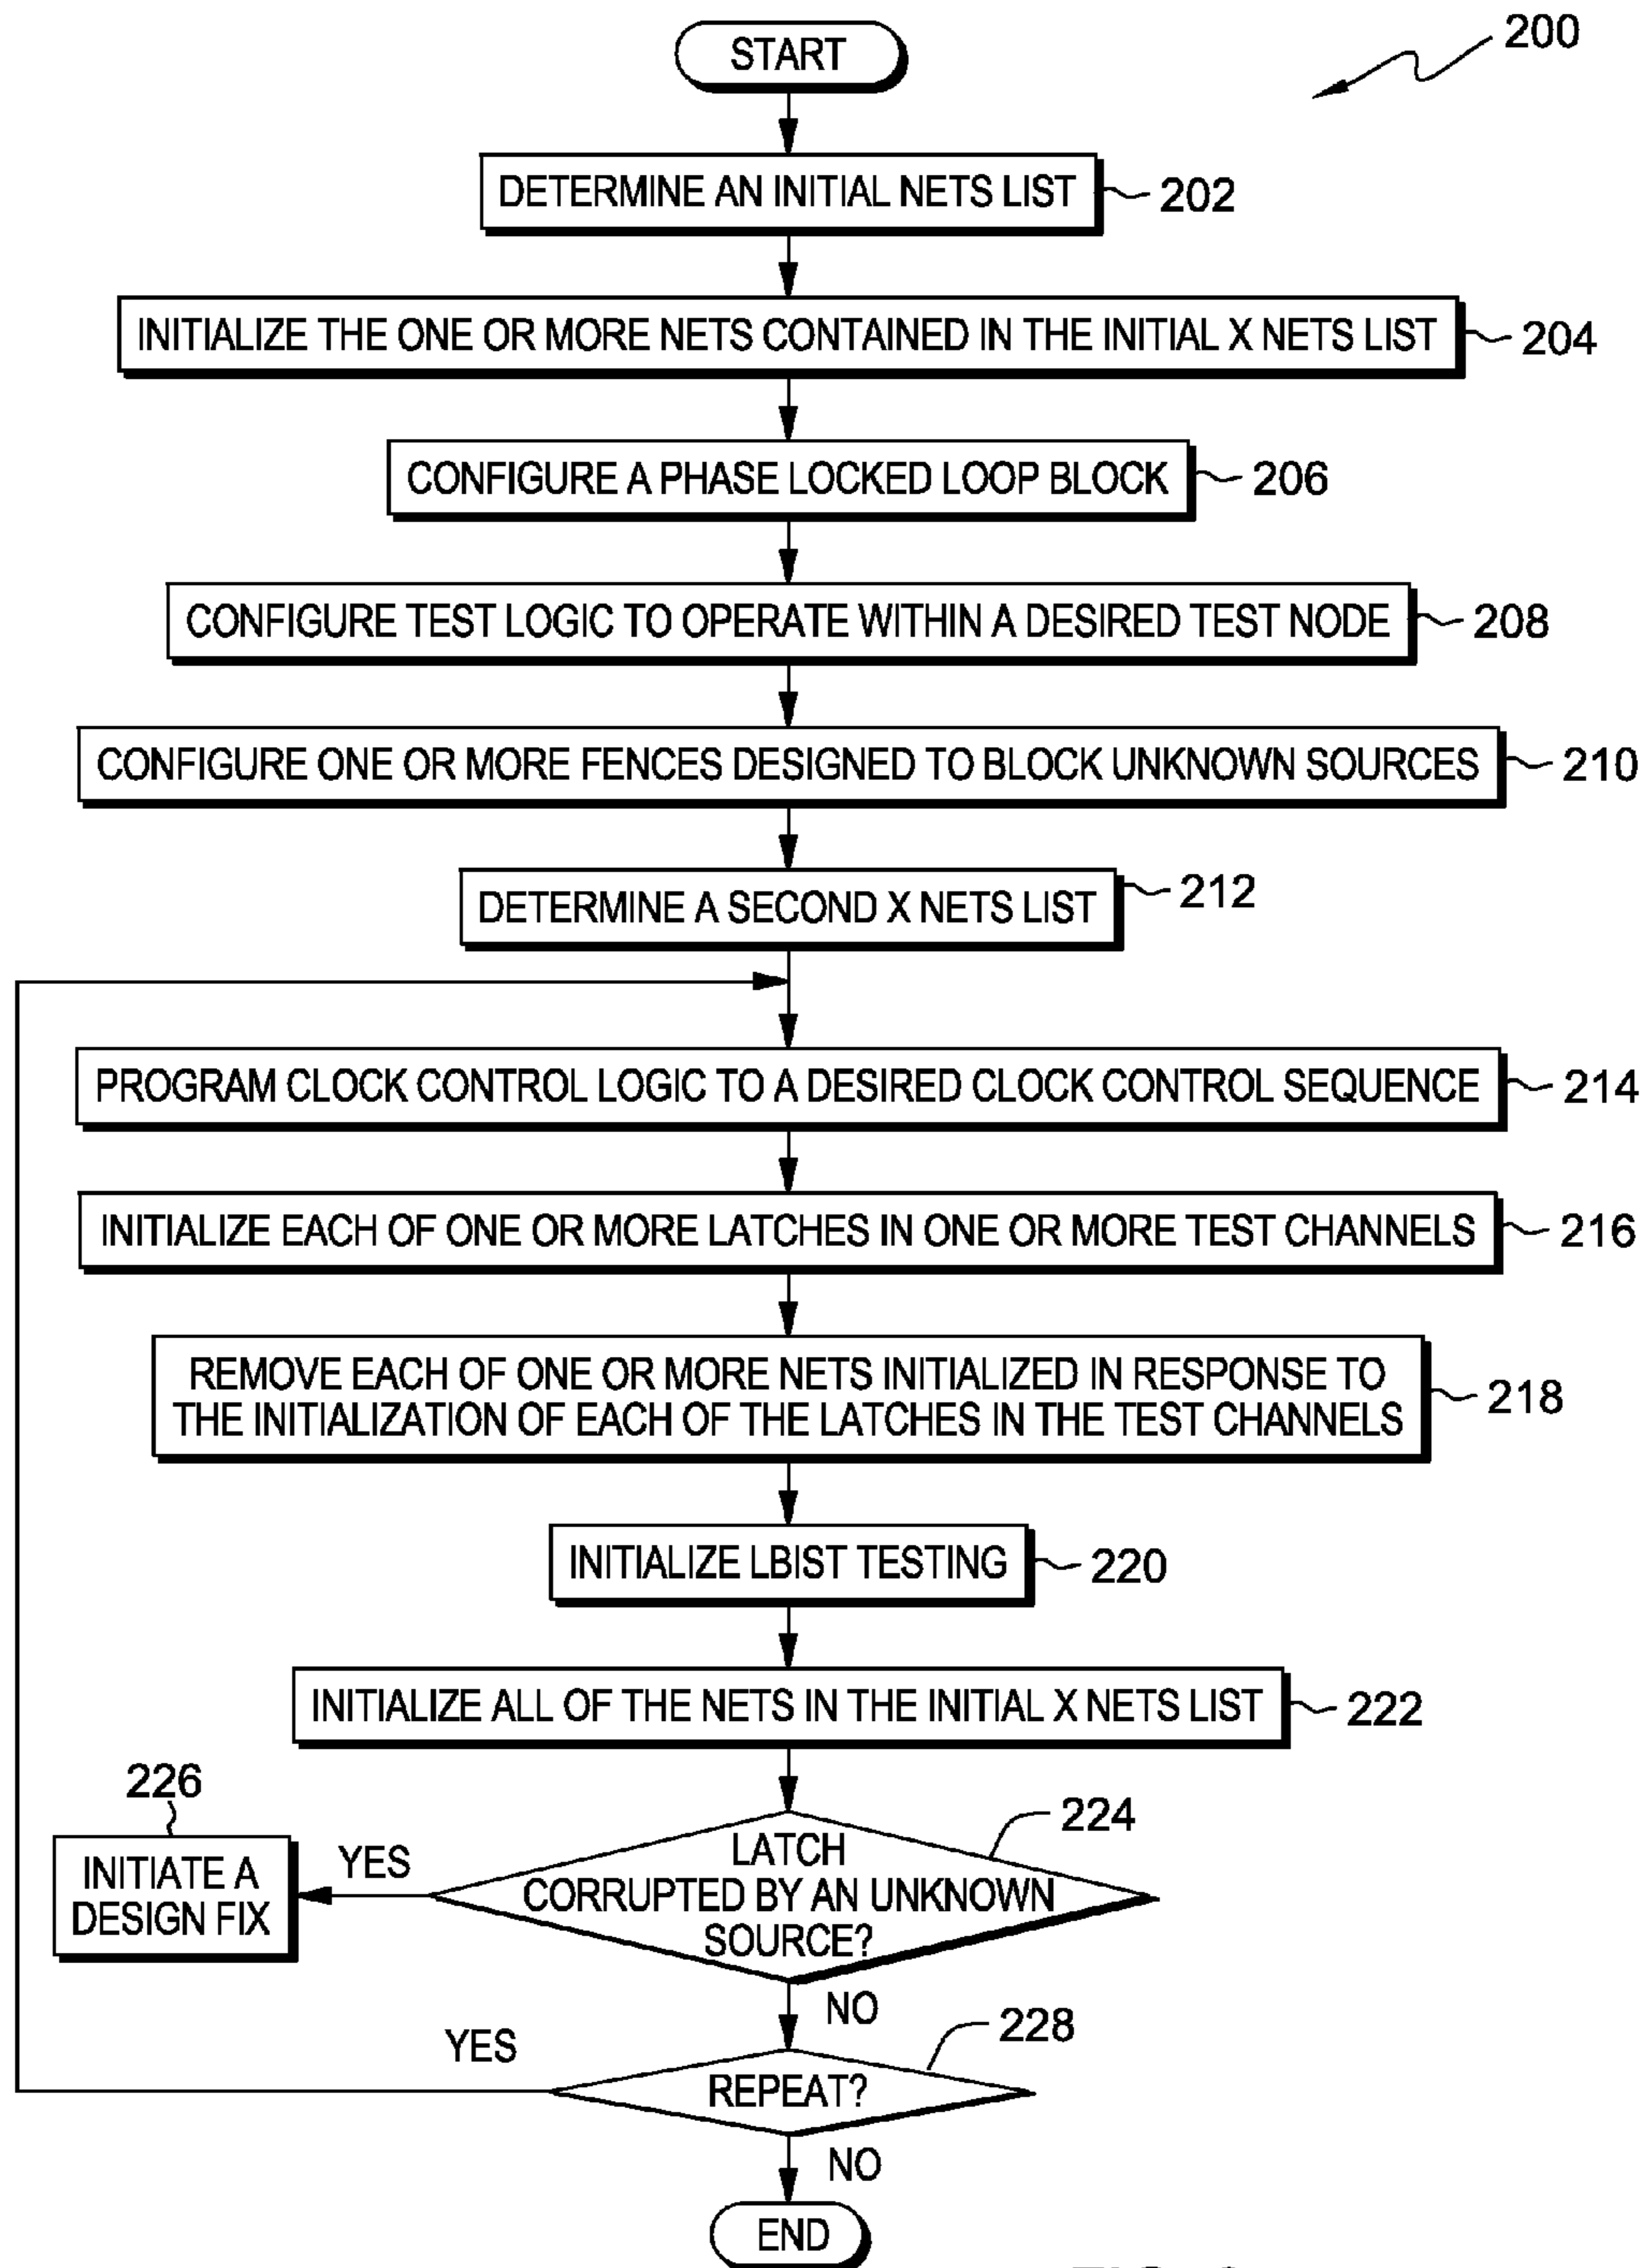 200
START
DETERMINE AN INITIAL NETS LIST
202
INITIALIZE THE ONE OR MORE NETS CONTAINED IN THE INITIAL X NETS LIST
204
CONFIGURE A PHASE LOCKED LOOP BLOCK
206
CONFIGURE TEST LOGIC TO OPERATE WITHIN A DESIRED TEST NODE
208
CONFIGURE ONE OR MORE FENCES DESIGNED TO BLOCK UNKNOWN SOURCES
210
DETERMINE A SECOND X NETS LIST
212
PROGRAM CLOCK CONTROL LOGIC TO A DESIRED CLOCK CONTROL SEQUENCE
214
INITIALIZE EACH OF ONE OR MORE LATCHES IN ONE OR MORE TEST CHANNELS
216
REMOVE EACH OF ONE OR MORE NETS INITIALIZED IN RESPONSE TO
THE INITIALIZATION OF EACH OF THE LATCHES IN THE TEST CHANNELS
218
INITIALIZE LBIST TESTING
220
INITIALIZE ALL OF THE NETS IN THE INITIAL X NETS LIST
222
226
INITIATE A
DESIGN FIX
YES
LATCH
CORRUPTED BY AN UNKNOWN
SOURCE?
224
NO
YES
REPEAT?
228
NO
END